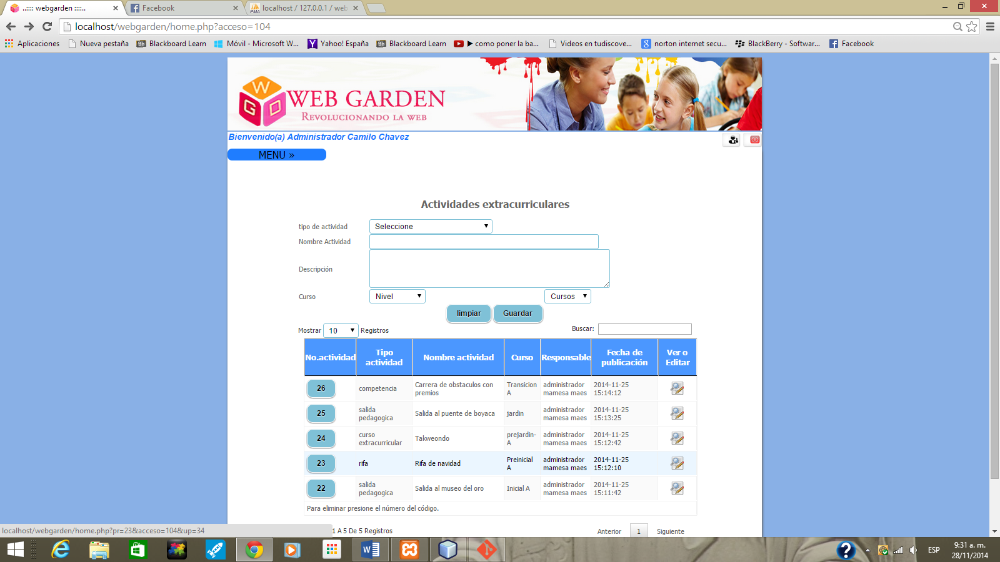 ..:::: webgarden ::::..
Facebook
localhost / 127.0.0.1 / web
localhost/webgarden/home.php?acceso=104
Aplicaciones
Nueva pestaña
Blackboard Learn
Móvil - Microsoft W...
Yahoo! España
Blackboard Learn
como poner la ba...
Videos en tudiscove...
norton internet secu...
BlackBerry - Softwar...
Facebook
W G D
WEB GARDEN
REVOLUCIONANDO LA WEB
Bienvenido(a) Administrador Camilo Chavez
MENU »
Actividades extracurriculares
tipo de actividad Seleccione
Nombre Actividad
Descripción
Curso Nivel Cursos
limpiar Guardar
Mostrar 10 Registros Buscar:
No.actividad Tipo actividad Nombre actividad Curso Responsable Fecha de publicación Ver o Editar
26 competencia Carrera de obstaculos con premios Transicion A administrador mamesa maes 2014-11-25 15:14:12
25 salida pedagogica Salida al puente de boyaca jardin administrador mamesa maes 2014-11-25 15:13:25
24 curso extracurricular Takweondo prejardin-A administrador mamesa maes 2014-11-25 15:12:42
23 rifa Rifa de navidad Preinicial A administrador mamesa maes 2014-11-25 15:12:10
22 salida pedagogica Salida al museo del oro Inicial A administrador mamesa maes 2014-11-25 15:11:42
Para eliminar presione el número del código.
localhost/webgarden/home.php?pr=23&acceso=104&up=34
1 A 5 De 5 Registros
Anterior 1 Siguiente
ESP
9:31 a. m.
28/11/2014